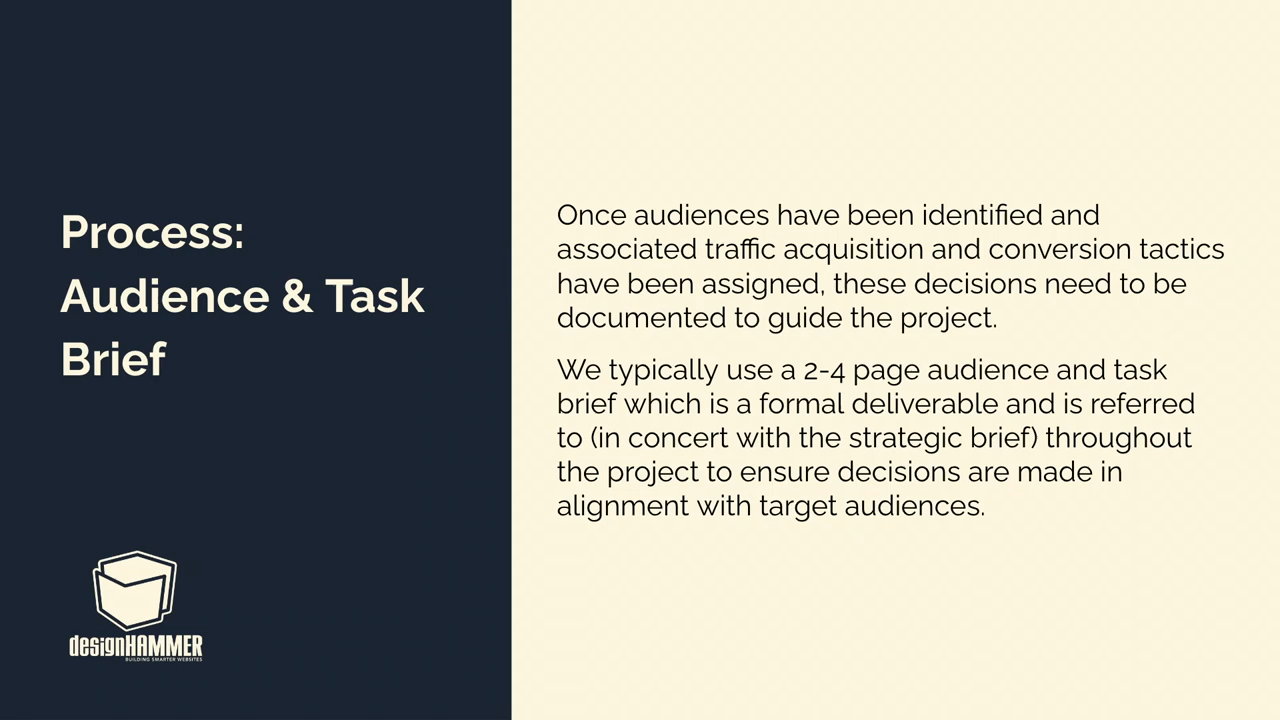 Process:
Audience & Task
Brief
Once audiences have been identified and
associated traffic acquisition and conversion tactics
have been assigned, these decisions need to be
documented to guide the project.
We typically use a 2-4 page audience and task
brief which is a formal deliverable and is referred
to (in concert with the strategic brief) throughout
the project to ensure decisions are made in
alignment with target audiences.
designHAMMER
BUILDING SMARTER WEBSITES